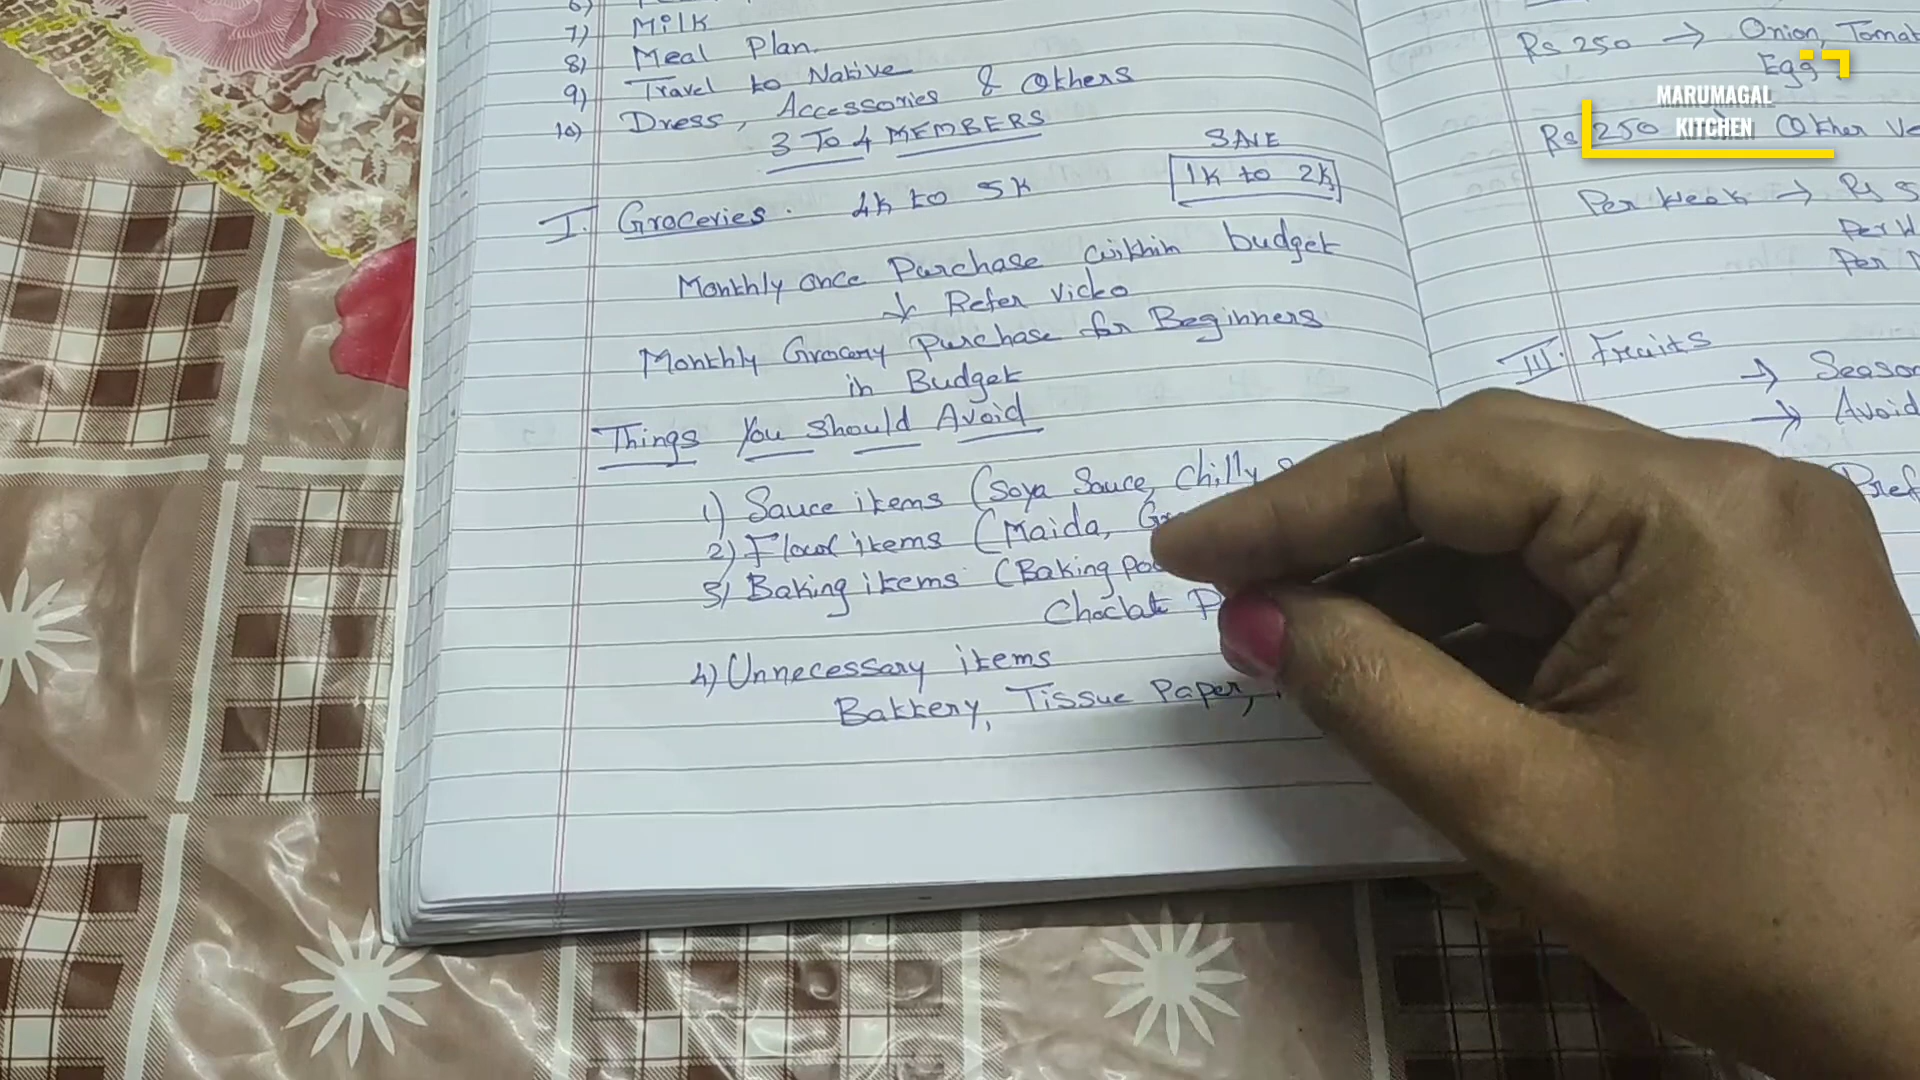 7) Milk
8) Meal Plan.
9) Travel to Native
10) Dress, Accessories & Others
3 To 4 MEMBERS
SAVE
I. Groceries. 4K to 5K
1K to 2K
Monthly once Purchase within budget
Refer video
Monthly Grocery Purchase for Beginners
in Budget
Things You Should Avoid
1) Sauce items (Soya Sauce, Chilly
2) Flour items (Maida,
3) Baking items (Baking
Choclate
4) Unnecessary items
Bakkery, Tissue Paper,
Rs 250 → Onion,
Egg
Rs 250 Other
Per week → Rs
Per
Per
III. Fruits
→
→ Avoid
MARUMAGAL
KITCHEN